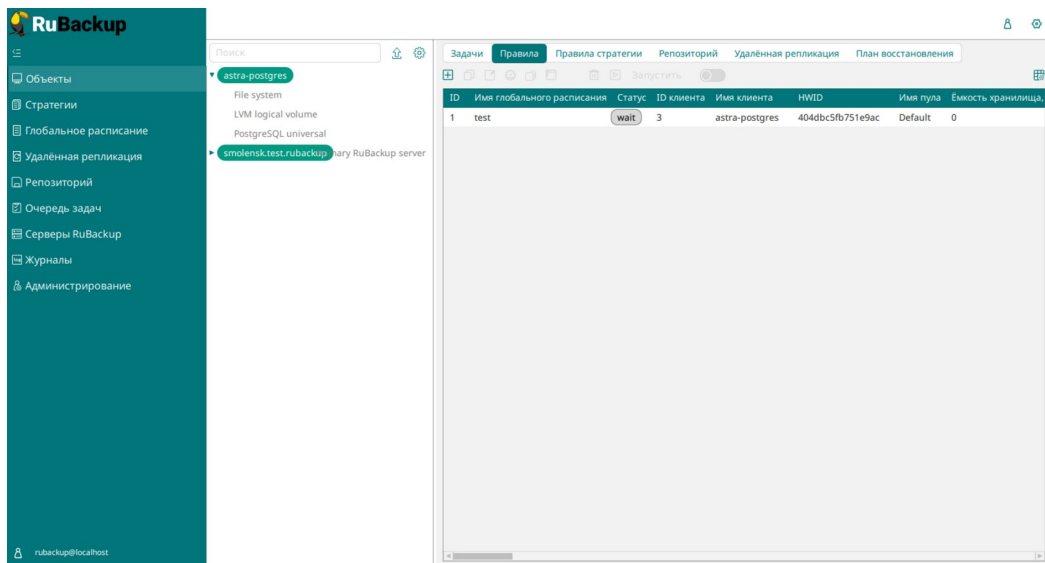 RuBackup
Объекты
Стратегии
Глобальное расписание
Удалённая репликация
Репозиторий
Очередь задач
Серверы RuBackup
Журналы
Администрирование
rubackup@localhost
Поиск
astra-postgres
File system
LVM logical volume
PostgreSQL universal
smolensk.test.rubackup nary RuBackup server
Задачи Правила Правила стратегии Репозиторий Удалённая репликация План восстановления
Запустить
ID Имя глобального расписания Статус ID клиента Имя клиента HWID Имя пула Ёмкость хранилища,
1 test wait 3 astra-postgres 404dbc5fb751e9ac Default 0